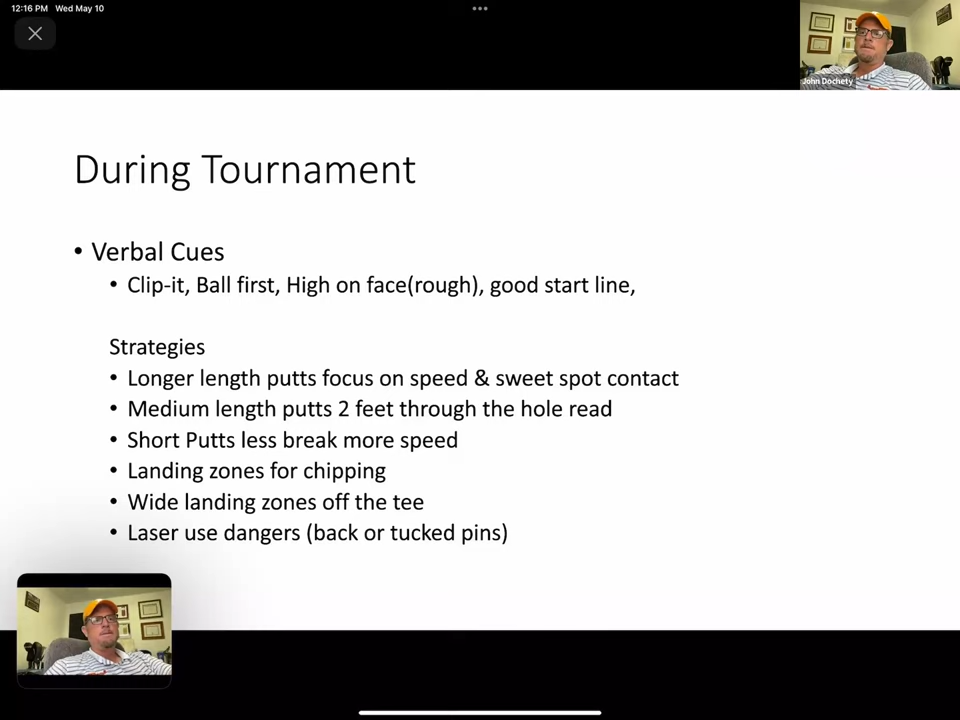 12:16 PM Wed May 10
John Dochety
During Tournament
• Verbal Cues
• Clip-it, Ball first, High on face(rough), good start line,
Strategies
• Longer length putts focus on speed & sweet spot contact
• Medium length putts 2 feet through the hole read
• Short Putts less break more speed
• Landing zones for chipping
• Wide landing zones off the tee
• Laser use dangers (back or tucked pins)